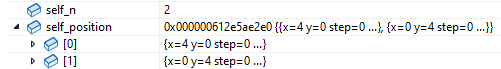 self_n 2
self_position 0x000000612e5ae2e0 {{x=4 y=0 step=0 ...}, {x=0 y=4 step=0 ...}}
[0] {x=4 y=0 step=0 ...}
[1] {x=0 y=4 step=0 ...}